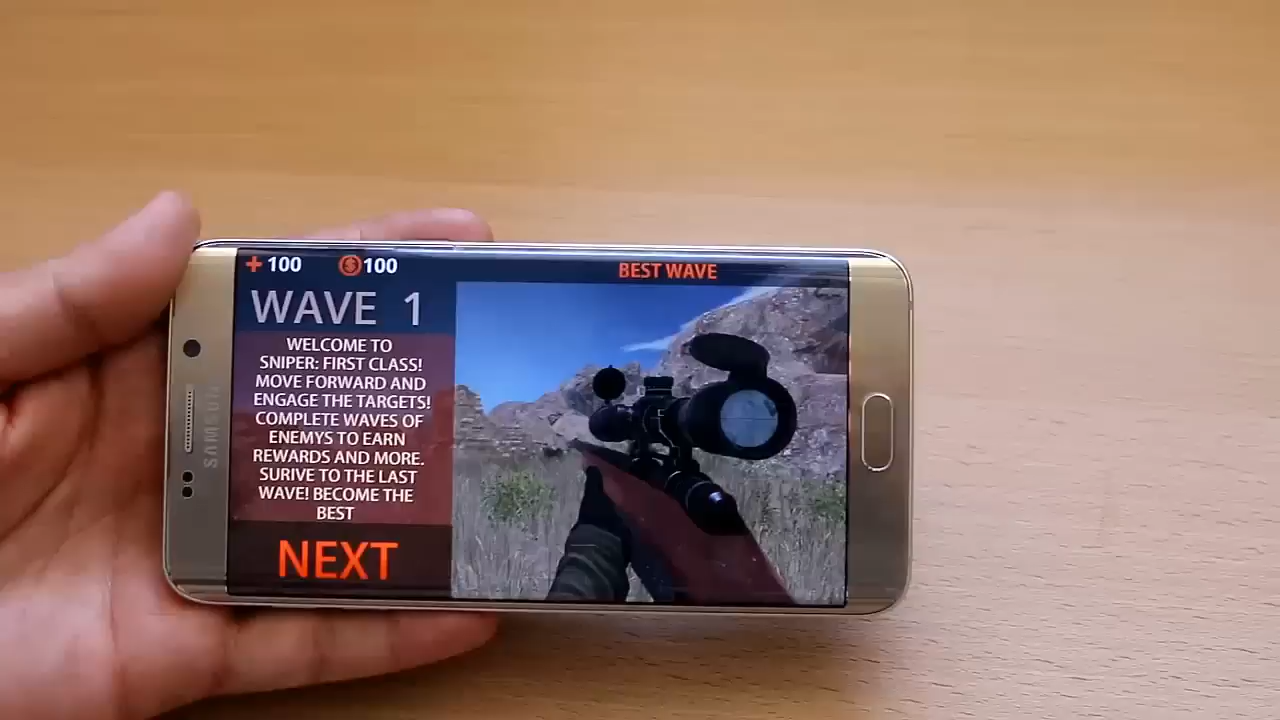 + 100 $ 100
BEST WAVE
WAVE 1
WELCOME TO
SNIPER: FIRST CLASS!
MOVE FORWARD AND
ENGAGE THE TARGETS!
COMPLETE WAVES OF
ENEMYS TO EARN
REWARDS AND MORE.
SURIVE TO THE LAST
WAVE! BECOME THE
BEST
NEXT
SAMSUNG